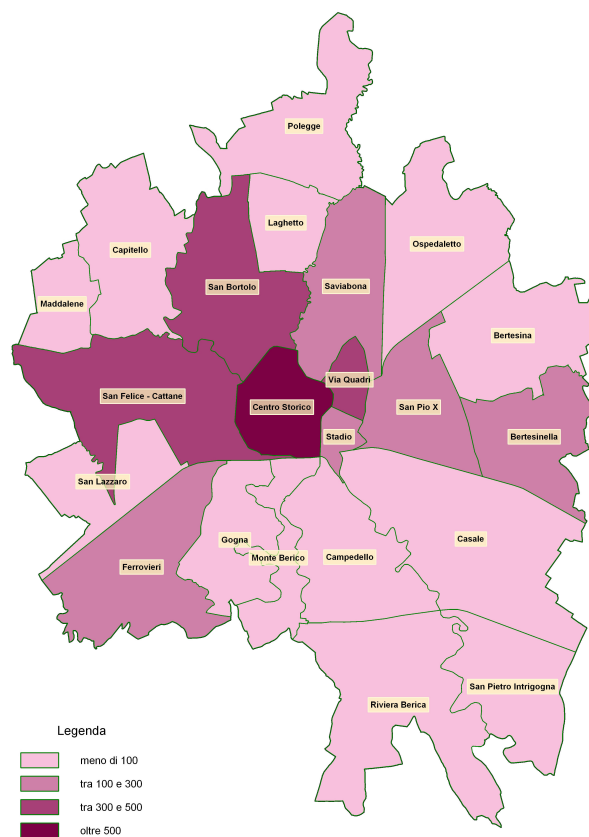 Polegge
Laghetto
Ospedaletto
Capitello
San Bortolo
Saviabona
Maddalene
Bertesina
Via Quadri
San Felice - Cattane
Centro Storico
San Pio X
Stadio
Bertesinella
San Lazzaro
Gogna
Casale
Monte Berico
Campedello
Ferrovieri
San Pietro Intrigogna
Riviera Berica
Legenda
meno di 100
tra 100 e 300
tra 300 e 500
oltre 500